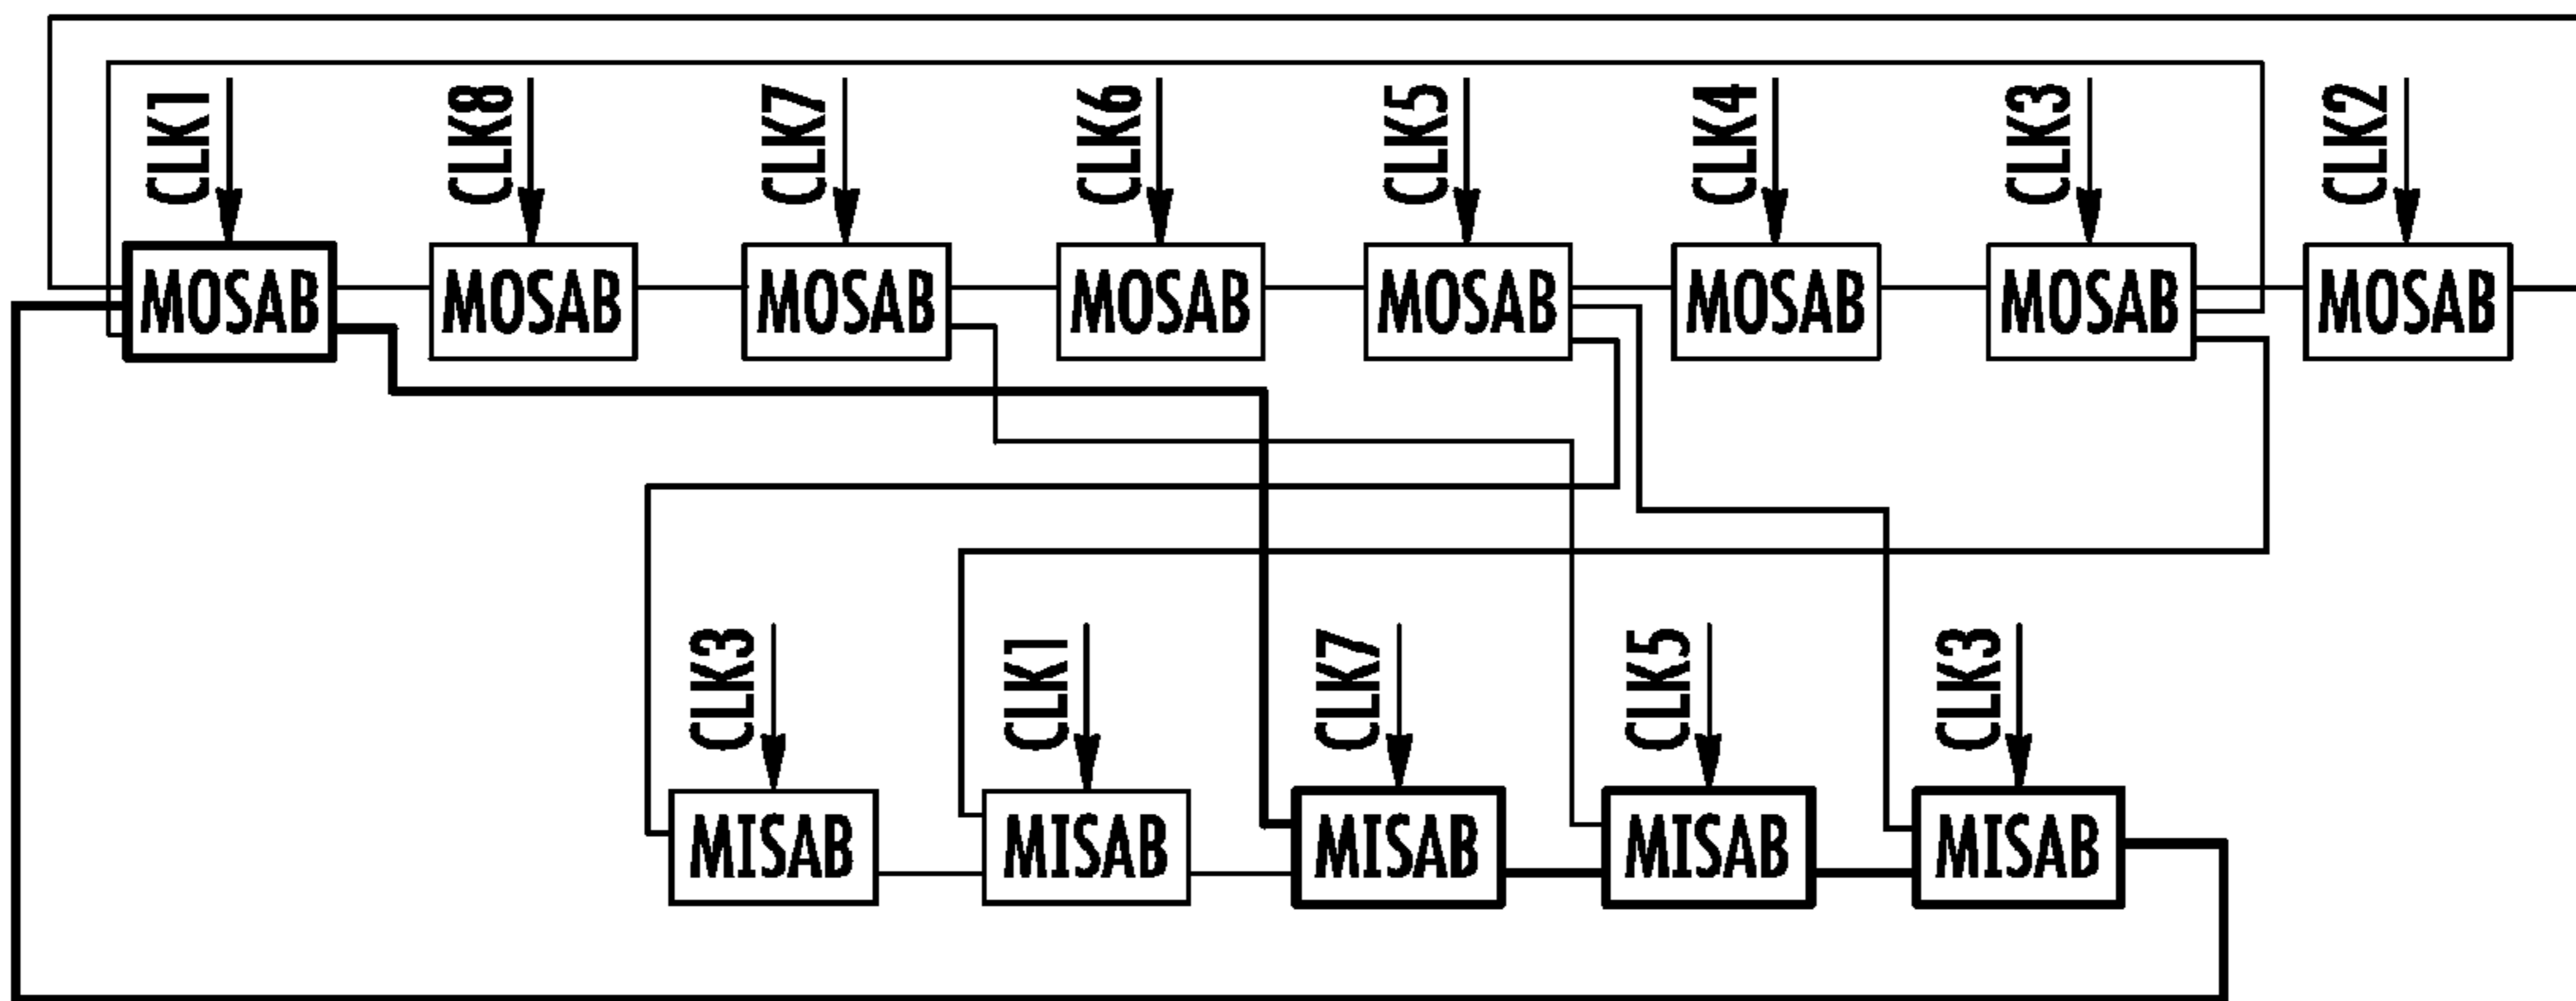 CLK1 CLK8 CLK7 CLK6 CLK5 CLK4 CLK3 CLK2
MOSAB MOSAB MOSAB MOSAB MOSAB MOSAB MOSAB MOSAB
CLK3 CLK1 CLK7 CLK5 CLK3
MISAB MISAB MISAB MISAB MISAB